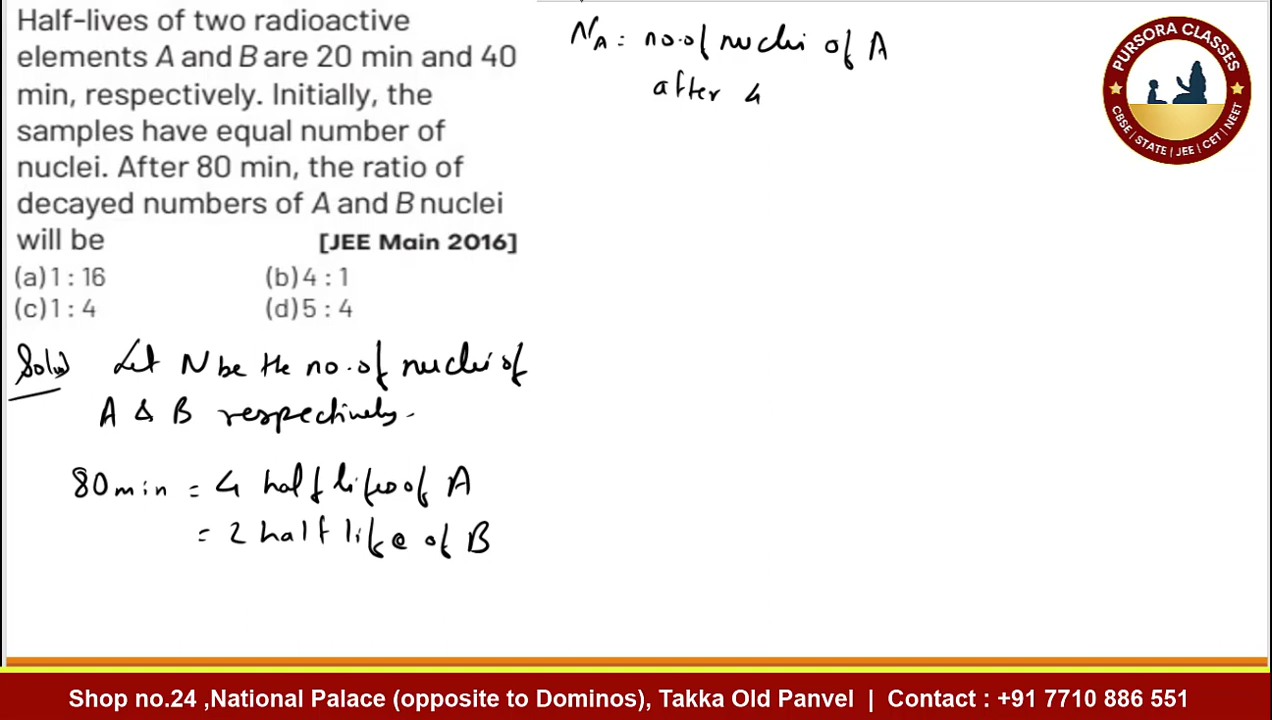 Half-lives of two radioactive
elements A and B are 20 min and 40
min, respectively. Initially, the
samples have equal number of
nuclei. After 80 min, the ratio of
decayed numbers of A and B nuclei
will be [JEE Main 2016]
(a) 1 : 16 (b) 4 : 1
(c) 1 : 4 (d) 5 : 4
Soln Let N be the no. of nuclei of
A & B respectively.
80 min = 4 half lifes of A
= 2 half life of B
NA = no. of nuclei of A
after 4
PURSORA CLASSES
CBSE | STATE | JEE | CET | NEET
Shop no.24 ,National Palace (opposite to Dominos), Takka Old Panvel | Contact : +91 7710 886 551